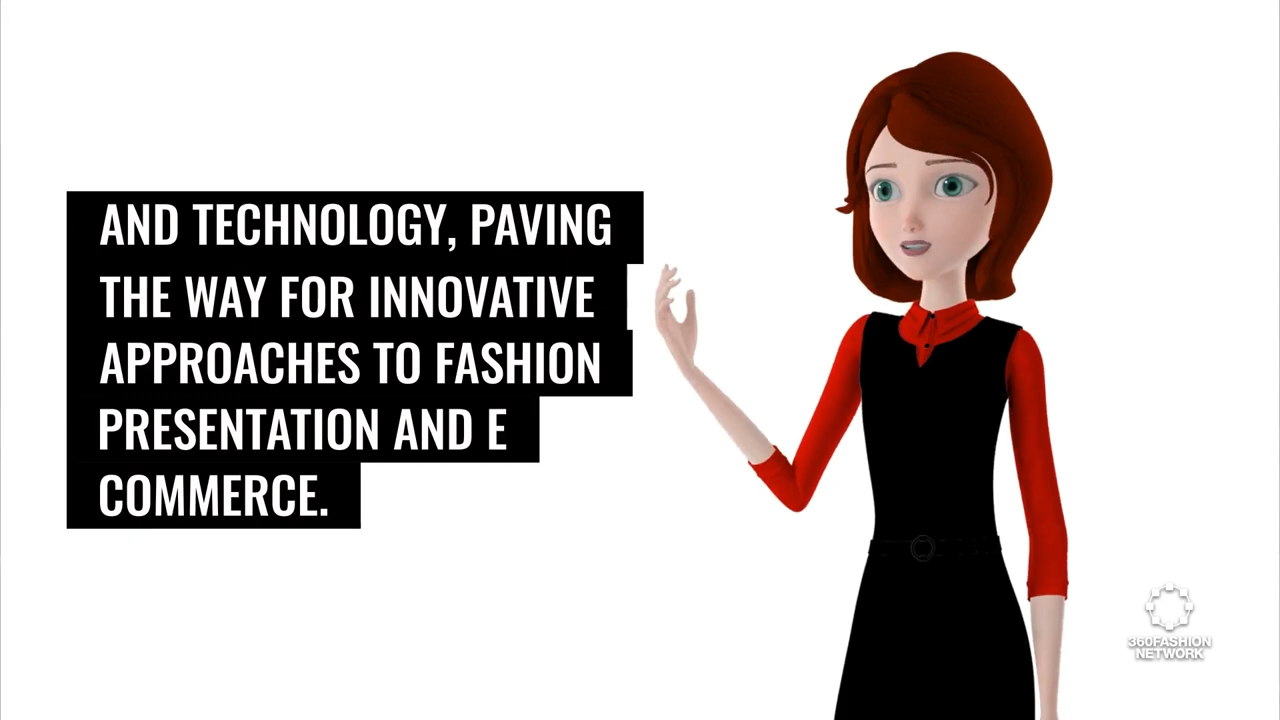 AND TECHNOLOGY, PAVING
THE WAY FOR INNOVATIVE
APPROACHES TO FASHION
PRESENTATION AND E
COMMERCE.
360FASHION
NETWORK